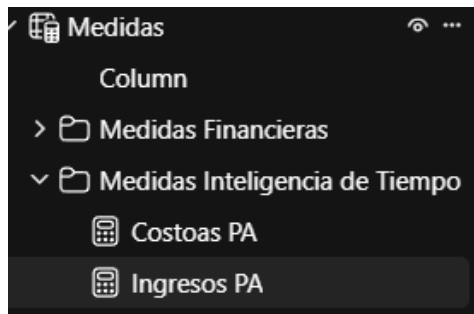 Medidas
Column
Medidas Financieras
Medidas Inteligencia de Tiempo
Costoas PA
Ingresos PA